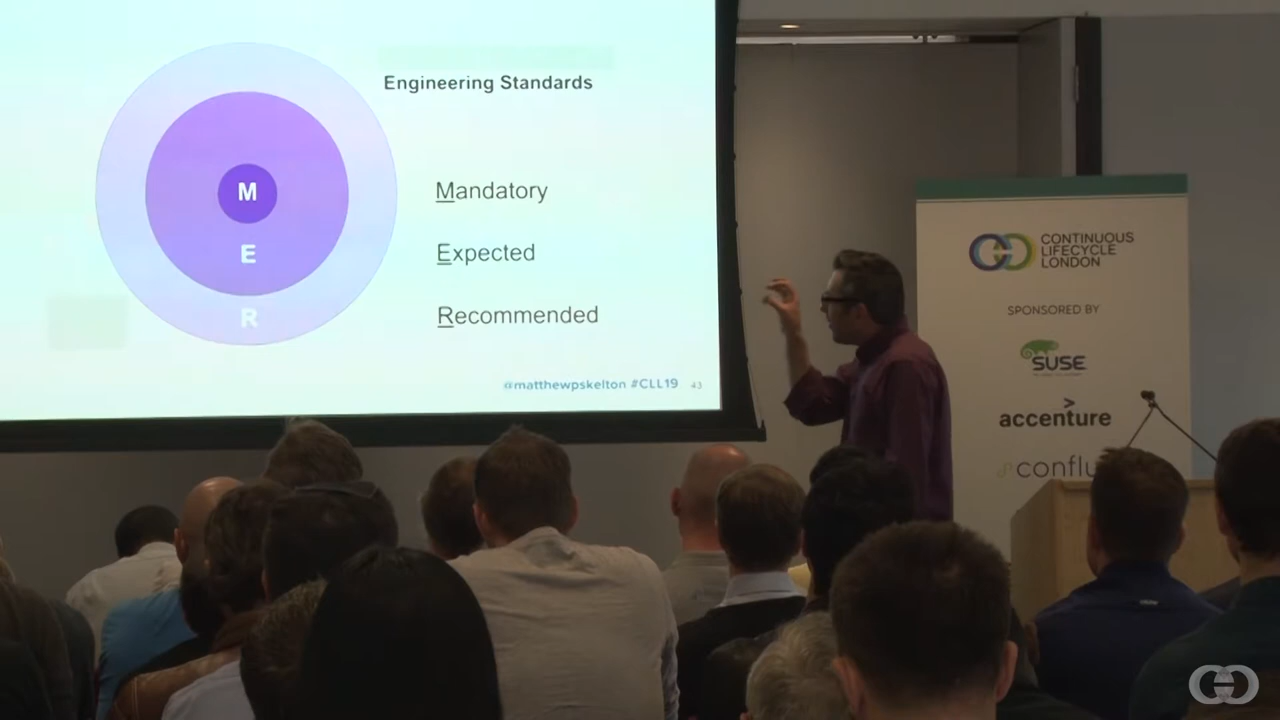 Engineering Standards
M
Mandatory
E
Expected
R
Recommended
@matthewpskelton #CLL19
43
CONTINUOUS
LIFECYCLE
LONDON
SPONSORED BY
SUSE
accenture